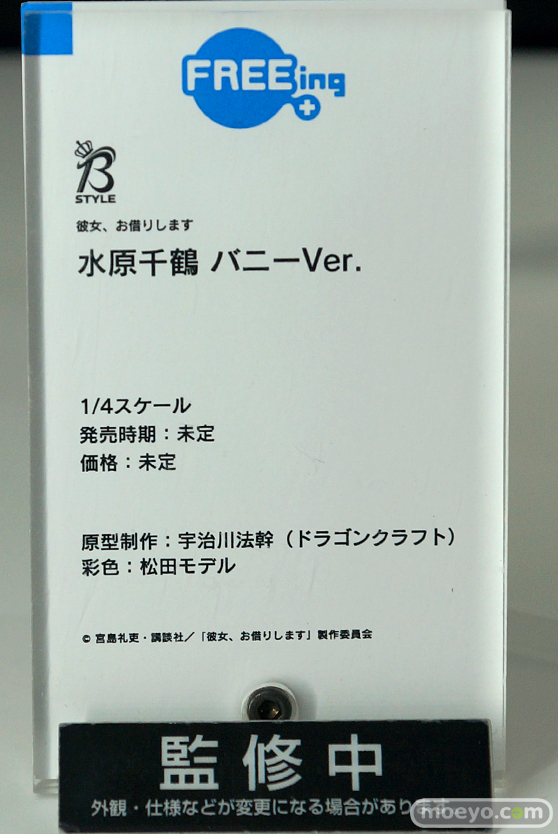 FREEing
B
STYLE
彼女、お借りします
水原千鶴 バニーVer.
1/4スケール
発売時期：未定
価格：未定
原型制作：宇治川法幹（ドラゴンクラフト）
彩色：松田モデル
© 宮島礼吏・講談社／「彼女、お借りします」製作委員会
監修中
外観・仕様などが変更になる場合があります
moeyo.com